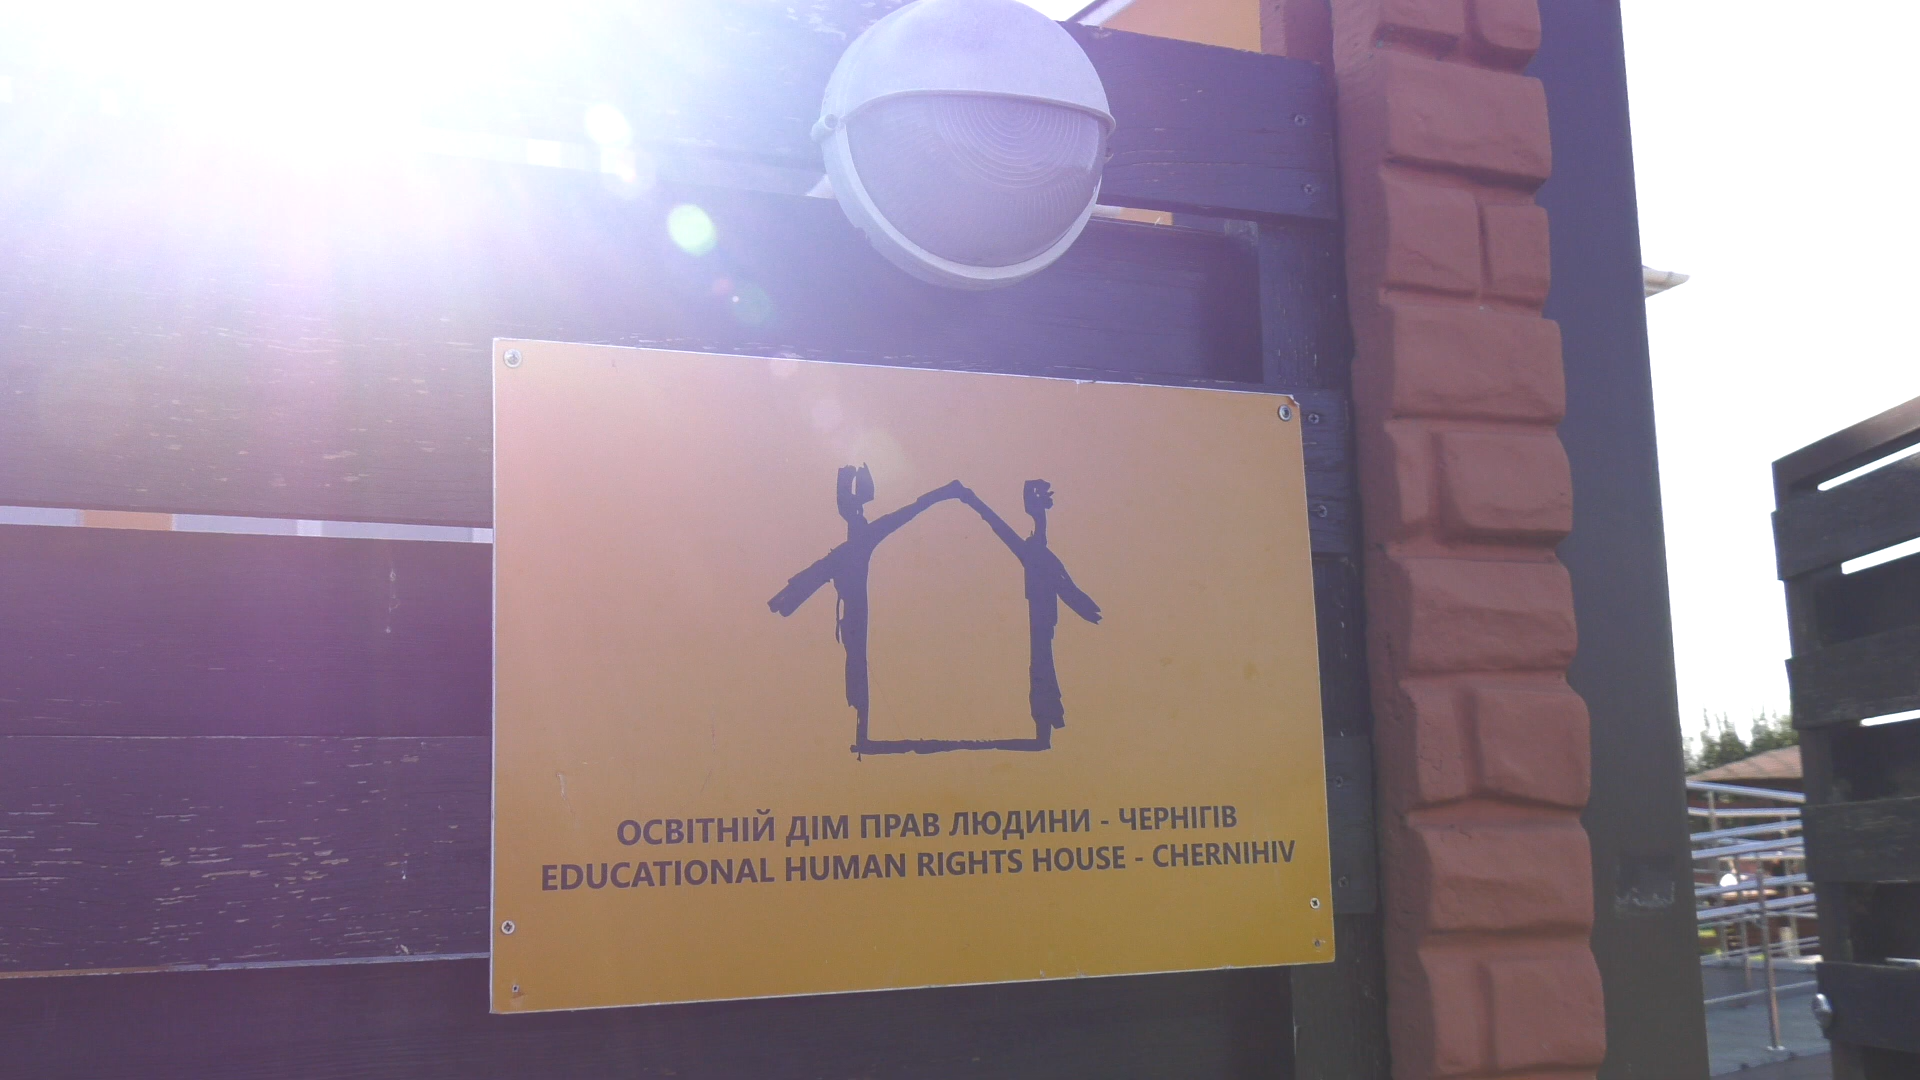 ОСВІТНІЙ ДІМ ПРАВ ЛЮДИНИ - ЧЕРНІГІВ
EDUCATIONAL HUMAN RIGHTS HOUSE - CHERNIHIV